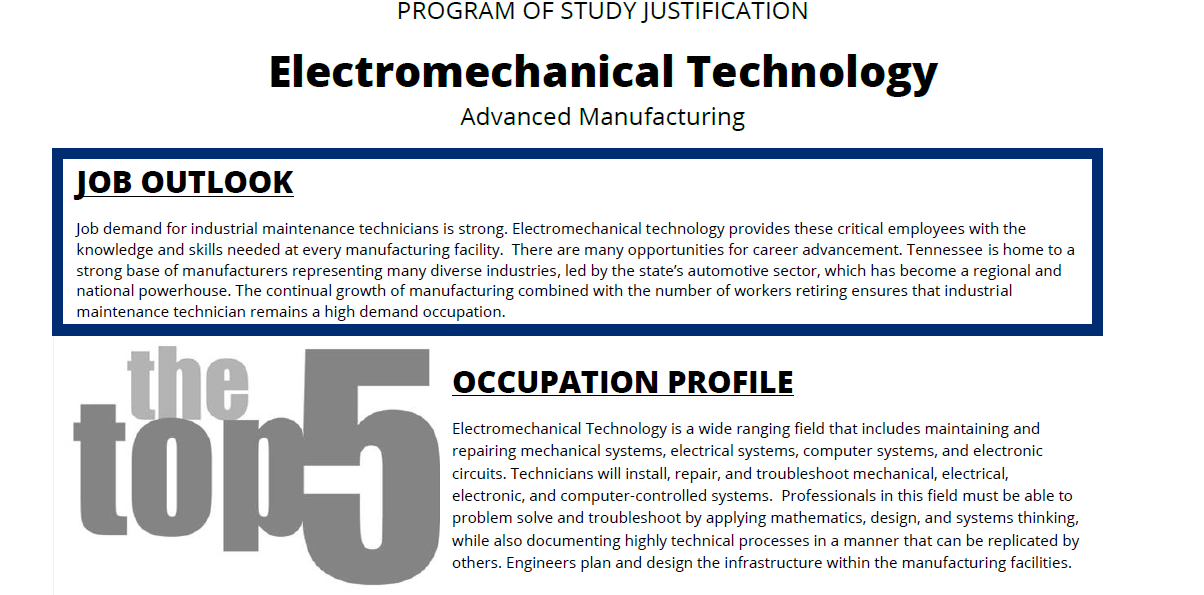 PROGRAM OF STUDY JUSTIFICATION
Electromechanical Technology
Advanced Manufacturing
JOB OUTLOOK
Job demand for industrial maintenance technicians is strong. Electromechanical technology provides these critical employees with the
knowledge and skills needed at every manufacturing facility.  There are many opportunities for career advancement. Tennessee is home to a
strong base of manufacturers representing many diverse industries, led by the state’s automotive sector, which has become a regional and
national powerhouse. The continual growth of manufacturing combined with the number of workers retiring ensures that industrial
maintenance technician remains a high demand occupation.
the
top5
OCCUPATION PROFILE
Electromechanical Technology is a wide ranging field that includes maintaining and
repairing mechanical systems, electrical systems, computer systems, and electronic
circuits. Technicians will install, repair, and troubleshoot mechanical, electrical,
electronic, and computer-controlled systems.  Professionals in this field must be able to
problem solve and troubleshoot by applying mathematics, design, and systems thinking,
while also documenting highly technical processes in a manner that can be replicated by
others. Engineers plan and design the infrastructure within the manufacturing facilities.